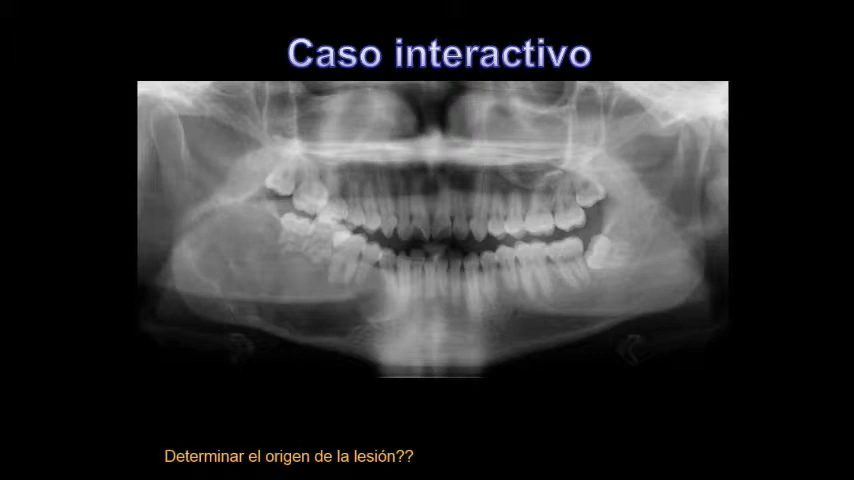 Caso interactivo
Determinar el origen de la lesión??